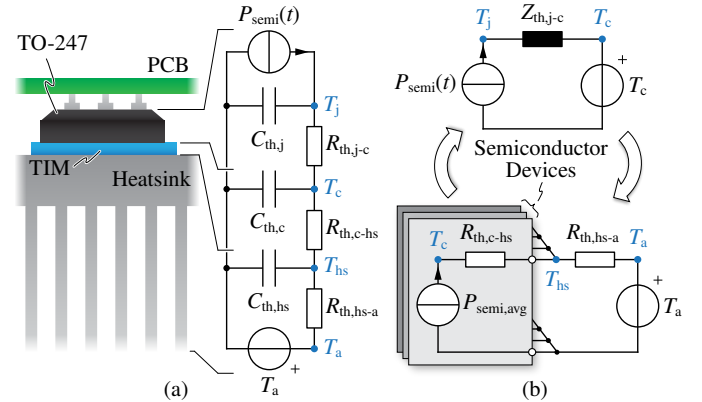 TO-247
PCB
TIM
Heatsink
P_semi(t)
T_j
C_th,j
R_th,j-c
T_c
C_th,c
R_th,c-hs
T_hs
C_th,hs
R_th,hs-a
T_a
T_a
+
(a)
Z_th,j-c
T_j
T_c
P_semi(t)
+
T_c
Semiconductor
Devices
R_th,c-hs
R_th,hs-a
T_c
T_a
T_hs
P_semi,avg
+
T_a
(b)